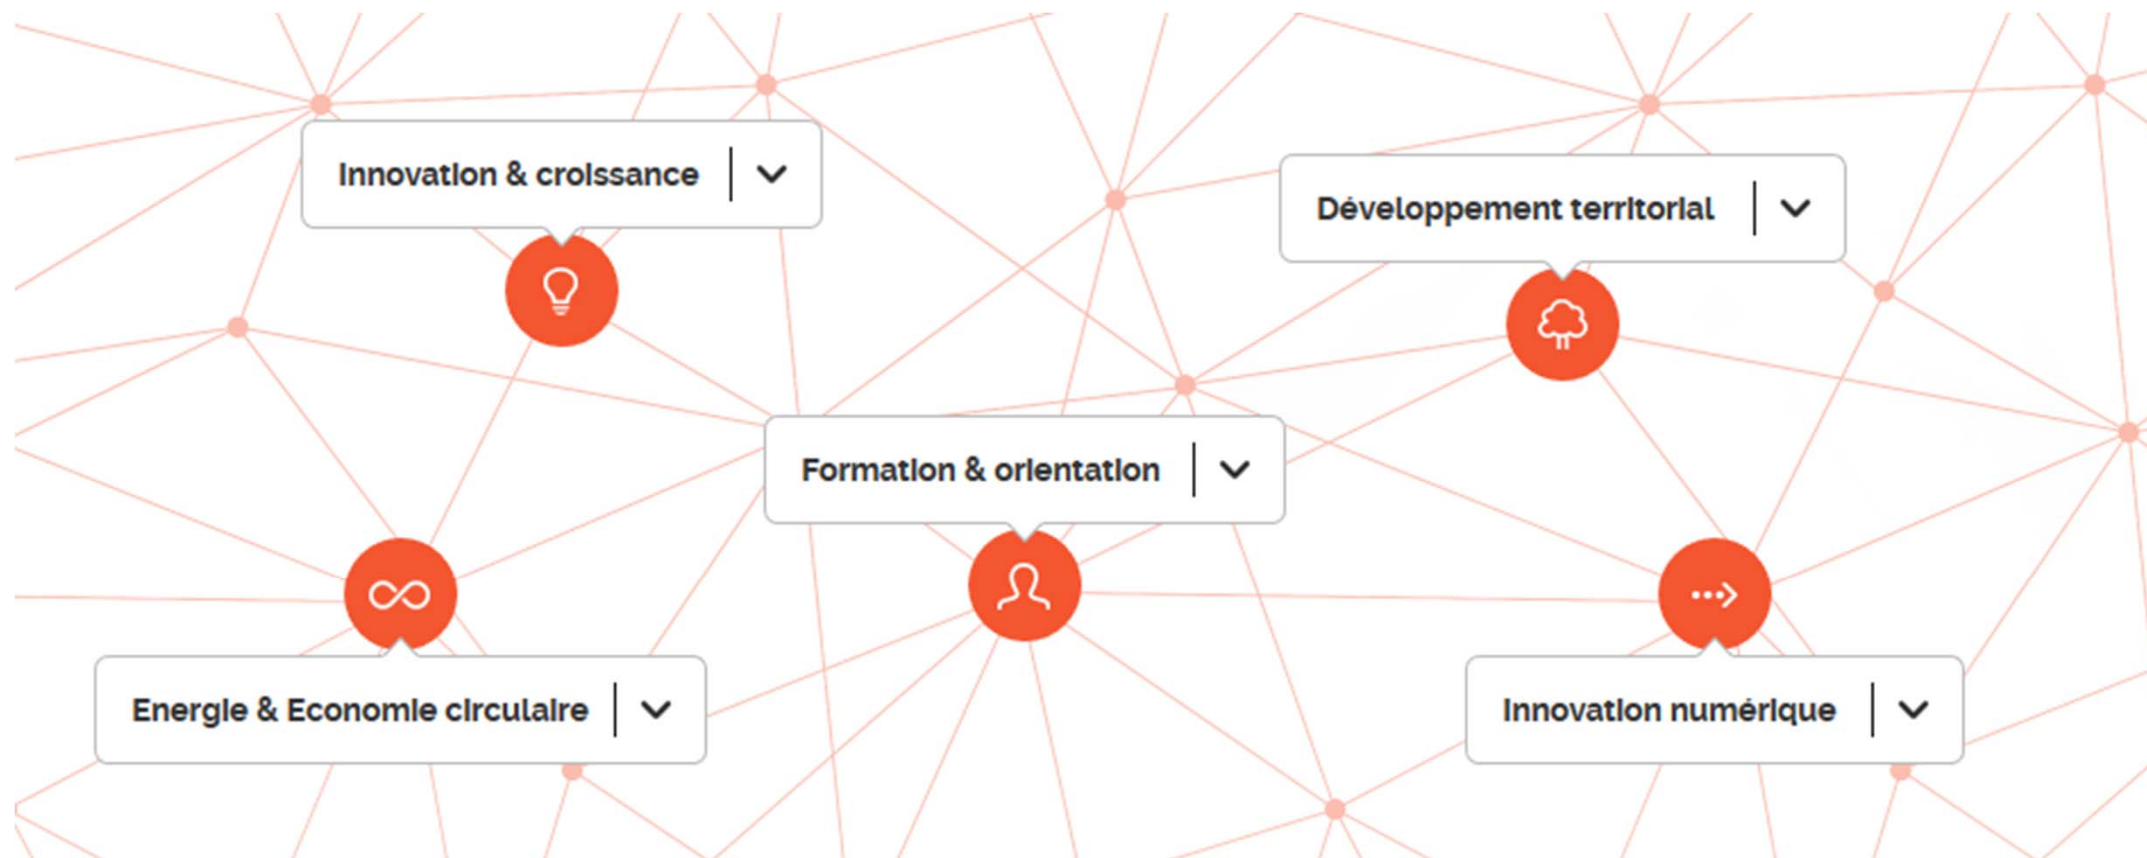 Innovation & croissance
Développement territorial
Formation & orientation
Energie & Economie circulaire
Innovation numérique